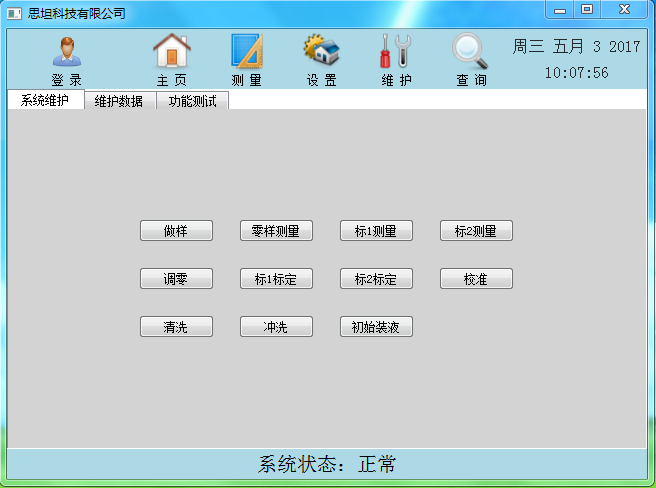 思坦科技有限公司
登录 主页 测量 设置 维护 查询
周三 五月 3 2017
10:07:56
系统维护 维护数据 功能测试
做样 零样测量 标1测量 标2测量
调零 标1标定 标2标定 校准
清洗 冲洗 初始装液
系统状态：正常